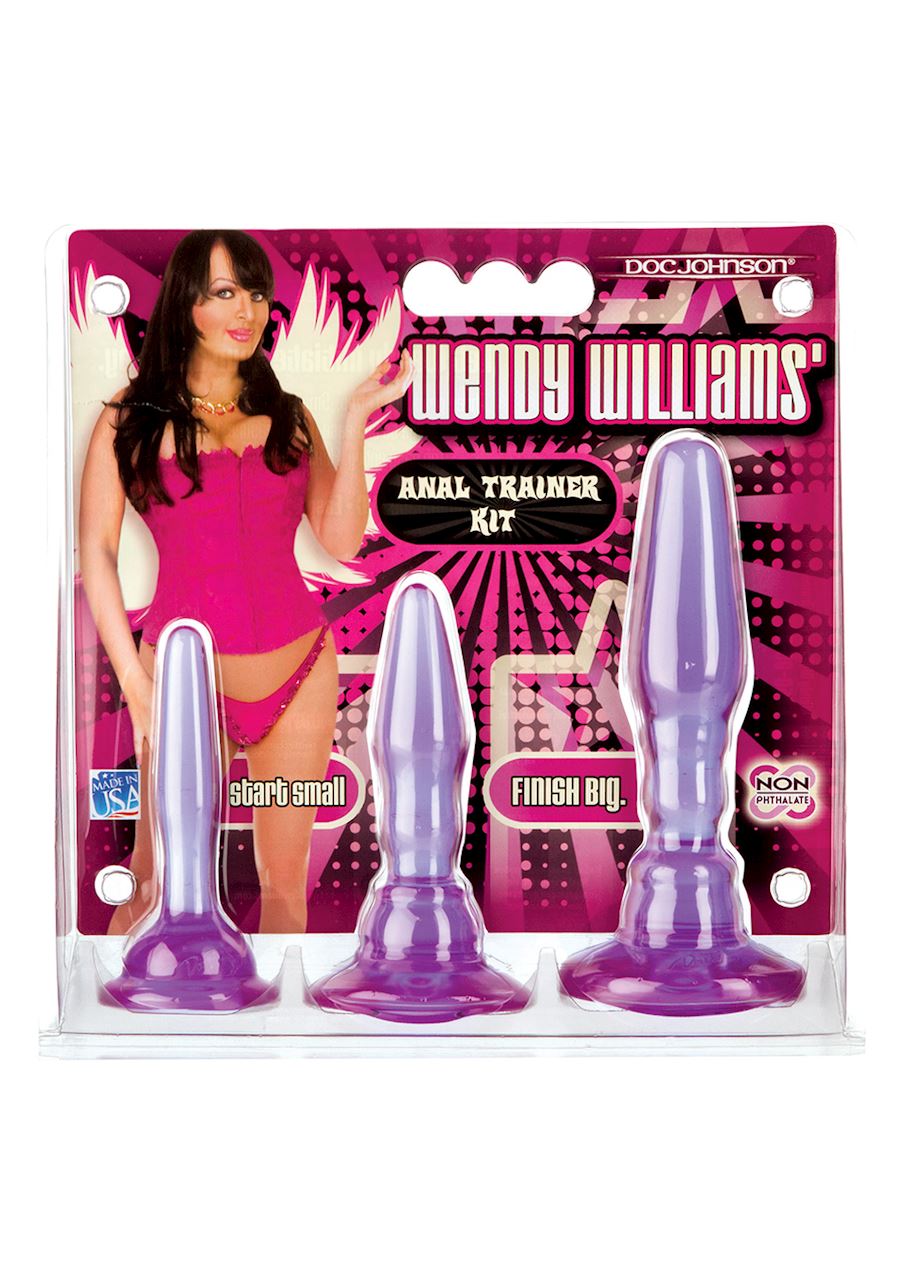 DOC JOHNSON®
WENDY WILLIAMS'
ANAL TRAINER
KIT
MADE IN
USA
start small
FINISH BIG.
NON
PHTHALATE